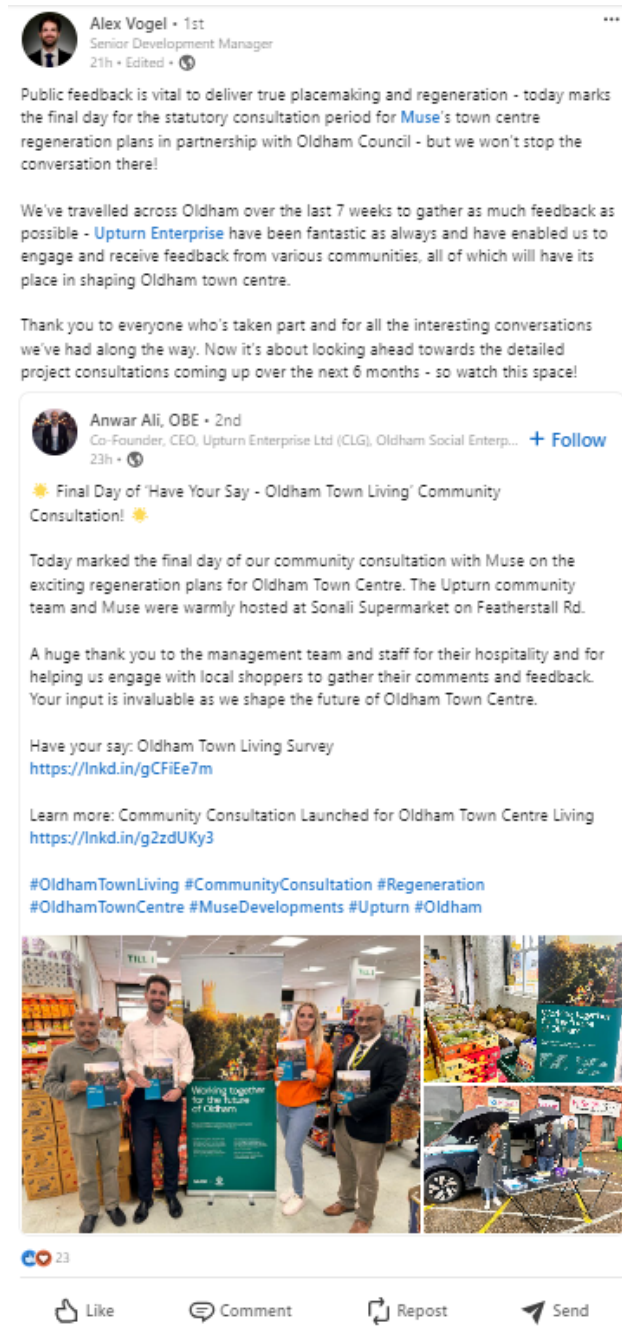 Alex Vogel • 1st
Senior Development Manager
21h • Edited •
Public feedback is vital to deliver true placemaking and regeneration - today marks
the final day for the statutory consultation period for Muse's town centre
regeneration plans in partnership with Oldham Council - but we won't stop the
conversation there!
We've travelled across Oldham over the last 7 weeks to gather as much feedback as
possible - Upturn Enterprise have been fantastic as always and have enabled us to
engage and receive feedback from various communities, all of which will have its
place in shaping Oldham town centre.
Thank you to everyone who's taken part and for all the interesting conversations
we've had along the way. Now it's about looking ahead towards the detailed
project consultations coming up over the next 6 months - so watch this space!
Anwar Ali, OBE • 2nd
Co-Founder, CEO, Upturn Enterprise Ltd (CLG), Oldham Social Enterp...
+ Follow
23h •
Final Day of 'Have Your Say - Oldham Town Living' Community
Consultation!
Today marked the final day of our community consultation with Muse on the
exciting regeneration plans for Oldham Town Centre. The Upturn community
team and Muse were warmly hosted at Sonali Supermarket on Featherstall Rd.
A huge thank you to the management team and staff for their hospitality and for
helping us engage with local shoppers to gather their comments and feedback.
Your input is invaluable as we shape the future of Oldham Town Centre.
Have your say: Oldham Town Living Survey
https://lnkd.in/gCFiEe7m
Learn more: Community Consultation Launched for Oldham Town Centre Living
https://lnkd.in/g2zdUKy3
#OldhamTownLiving #CommunityConsultation #Regeneration
#OldhamTownCentre #MuseDevelopments #Upturn #Oldham
TILL 1
Working together
for the future
of Oldham
Working together
for the future
of Oldham
23
Like
Comment
Repost
Send